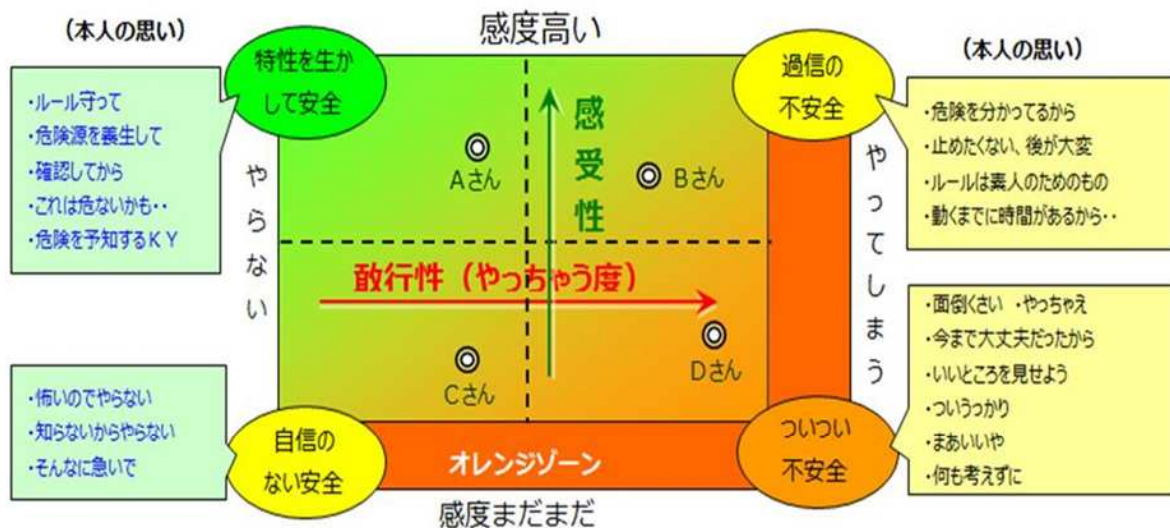 (本人の思い)
感度高い
(本人の思い)
特性を生か
して安全
過信の
不安全
・ルール守って
・危険源を義生して
・確認してから
・これは危ないかも・・
・危険を予知するKY
・危険を分かってるから
・止めたくない、後が大変
・ルールは素人のためのもの
・動くまでに時間があるから・・
やらない
やってしまう
感受性
Aさん
Bさん
敢行性(やっちゃう度)
Cさん
Dさん
・怖いのでやらない
・知らないからやらない
・そんなに急いで
・面倒くさい ・やっちゃえ
・今まで大丈夫だったから
・いいところを見せよう
・ついうっかり
・まあいいや
・何も考えずに
自信の
ない安全
オレンジゾーン
ついつい
不安全
感度まだまだ